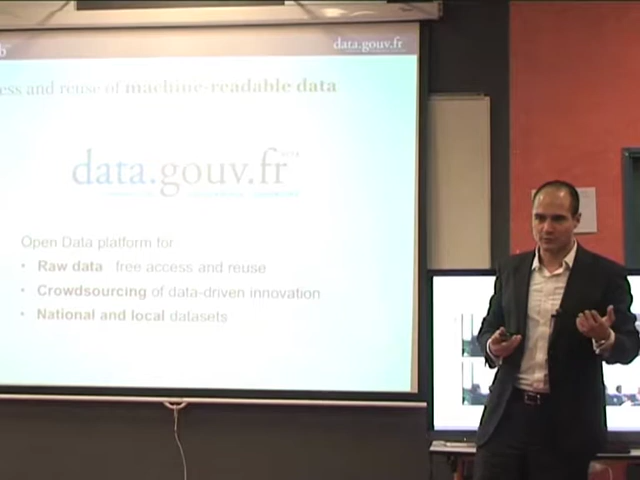 b
data.gouv.fr
ess and reuse of machine-readable data
data.gouv.fr
Open Data platform for
• Raw data free access and reuse
• Crowdsourcing of data-driven innovation
• National and local datasets